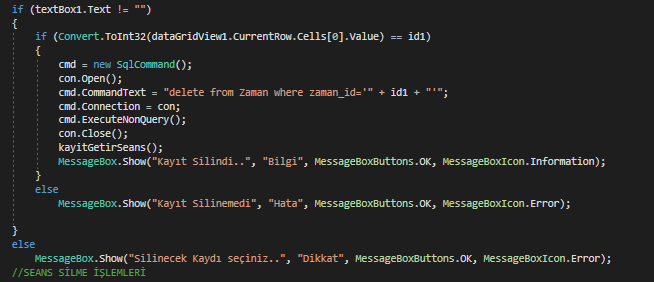 if (textBox1.Text != "")
{
if (Convert.ToInt32(dataGridView1.CurrentRow.Cells[0].Value) == id1)
{
cmd = new SqlCommand();
con.Open();
cmd.CommandText = "delete from Zaman where zaman_id='" + id1 + "'";
cmd.Connection = con;
cmd.ExecuteNonQuery();
con.Close();
kayitGetirSeans();
MessageBox.Show("Kayıt Silindi..", "Bilgi", MessageBoxButtons.OK, MessageBoxIcon.Information);
}
else
MessageBox.Show("Kayıt Silinemedi", "Hata", MessageBoxButtons.OK, MessageBoxIcon.Error);
}
else
MessageBox.Show("Silinecek Kaydı seçiniz..", "Dikkat", MessageBoxButtons.OK, MessageBoxIcon.Error);
//SEANS SİLME İŞLEMLERİ